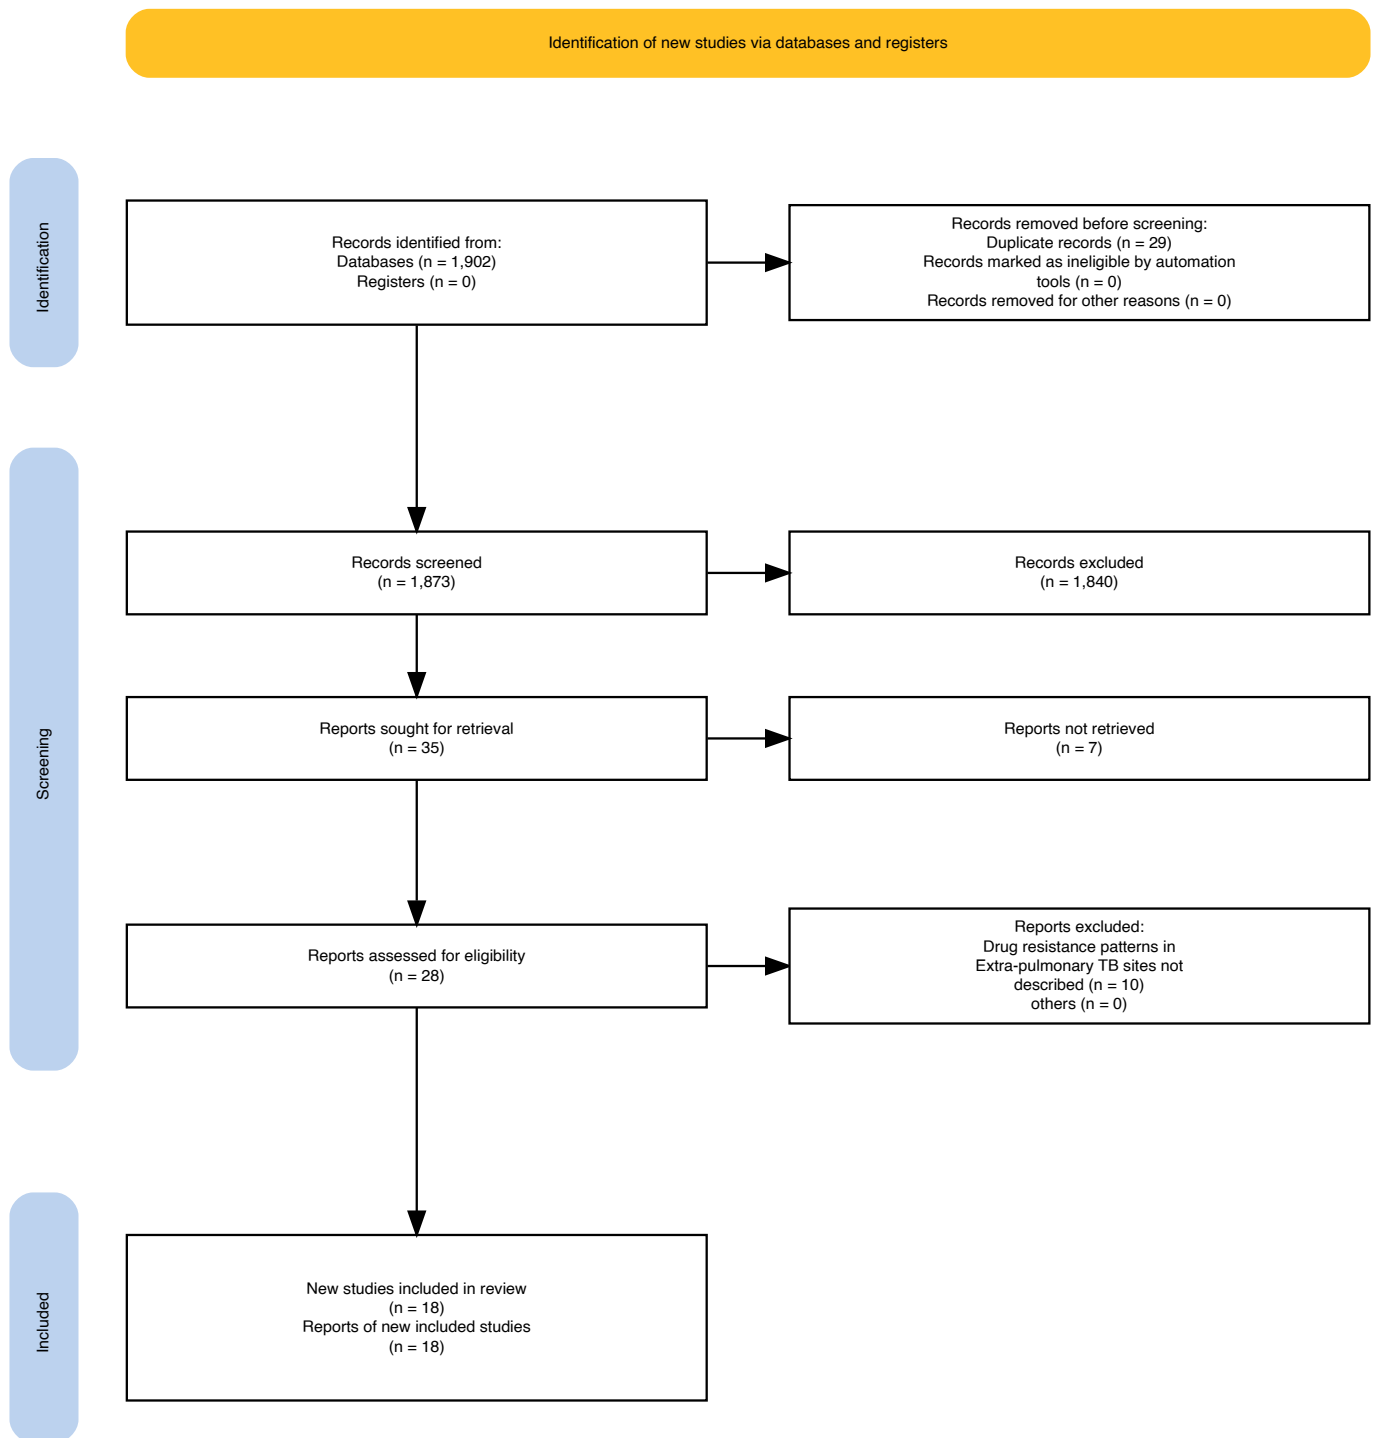 Identification of new studies via databases and registers
Identification
Records identified from:
Databases (n = 1,902)
Registers (n = 0)
Records removed before screening:
Duplicate records (n = 29)
Records marked as ineligible by automation
tools (n = 0)
Records removed for other reasons (n = 0)
Screening
Records screened
(n = 1,873)
Records excluded
(n = 1,840)
Reports sought for retrieval
(n = 35)
Reports not retrieved
(n = 7)
Reports assessed for eligibility
(n = 28)
Reports excluded:
Drug resistance patterns in
Extra-pulmonary TB sites not
described (n = 10)
others (n = 0)
Included
New studies included in review
(n = 18)
Reports of new included studies
(n = 18)